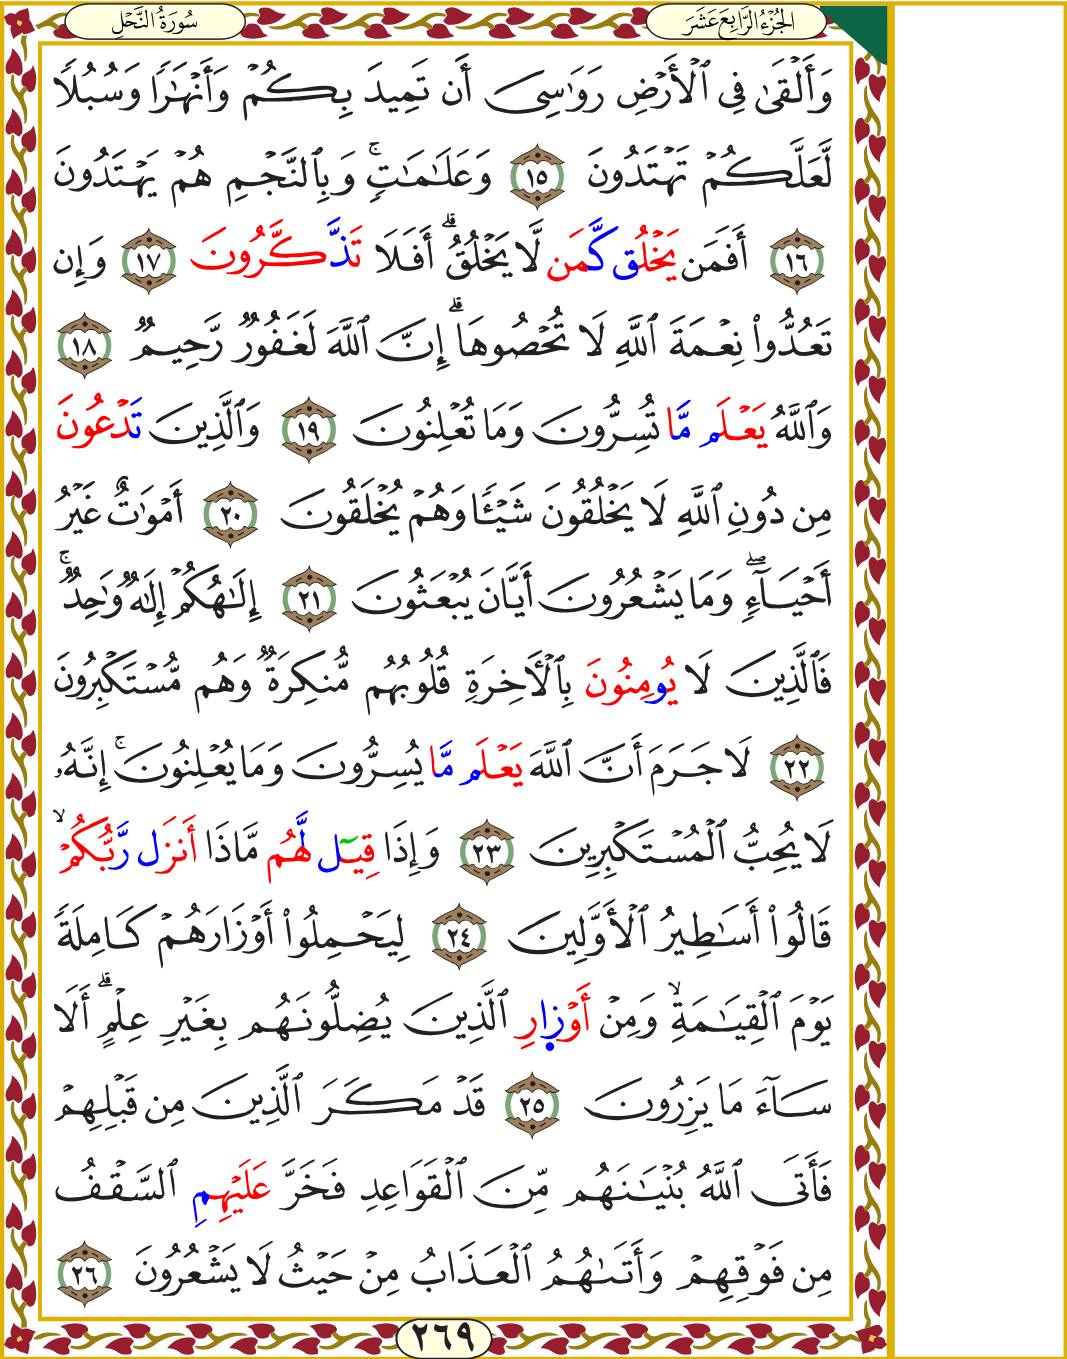 الجُزْءُ الرَّابِعَ عَشَرَ
سُورَةُ النَّحْلِ
وَأَلْقَىٰ فِى ٱلْأَرْضِ رَوَٰسِىَ أَن تَمِيدَ بِكُمْ وَأَنْهَٰرًا وَسُبُلًا
لَّعَلَّكُمْ تَهْتَدُونَ ١٥ وَعَلَٰمَٰتٍۚ وَبِٱلنَّجْمِ هُمْ يَهْتَدُونَ
١٦ أَفَمَن يَخْلُق كَّمَن لَّا يَخْلُقُۗ أَفَلَا تَذَّكَّرُونَ ١٧ وَإِن
تَعُدُّوا۟ نِعْمَةَ ٱللَّهِ لَا تُحْصُوهَاۗ إِنَّ ٱللَّهَ لَغَفُورٌ رَّحِيمٌ ١٨
وَٱللَّهُ يَعْلَم مَّا تُسِرُّونَ وَمَا تُعْلِنُونَ ١٩ وَٱلَّذِينَ تَدْعُونَ
مِن دُونِ ٱللَّهِ لَا يَخْلُقُونَ شَيْـًٔا وَهُمْ يُخْلَقُونَ ٢٠ أَمْوَٰتٌ غَيْرُ
أَحْيَآءٍۖ وَمَا يَشْعُرُونَ أَيَّانَ يُبْعَثُونَ ٢١ إِلَٰهُكُمْ إِلَٰهٌ وَٰحِدٌۚ
فَٱلَّذِينَ لَا يُومِنُونَ بِٱلْأَخِرَةِ قُلُوبُهُم مُّنكِرَةٌ وَهُم مُّسْتَكْبِرُونَ
٢٢ لَا جَرَمَ أَنَّ ٱللَّهَ يَعْلَم مَّا يُسِرُّونَ وَمَا يُعْلِنُونَۚ إِنَّهُۥ
لَا يُحِبُّ ٱلْمُسْتَكْبِرِينَ ٢٣ وَإِذَا قِيٓل لَّهُم مَّاذَا أَنزَل رَّبُّكُمْۙ
قَالُوا۟ أَسَٰطِيرُ ٱلْأَوَّلِينَ ٢٤ لِيَحْمِلُوا۟ أَوْزَارَهُمْ كَامِلَةً
يَوْمَ ٱلْقِيَٰمَةِۙ وَمِنْ أَوْزارِ ٱلَّذِينَ يُضِلُّونَهُم بِغَيْرِ عِلْمٍۗ أَلَا
سَآءَ مَا يَزِرُونَ ٢٥ قَدْ مَكَرَ ٱلَّذِينَ مِن قَبْلِهِمْ
فَأَتَى ٱللَّهُ بُنْيَٰنَهُم مِّنَ ٱلْقَوَاعِدِ فَخَرَّ عَلَيْهِمِ ٱلسَّقْفُ
مِن فَوْقِهِمْ وَأَتَىٰهُمُ ٱلْعَذَابُ مِنْ حَيْثُ لَا يَشْعُرُونَ ٢٦
٢٦٩